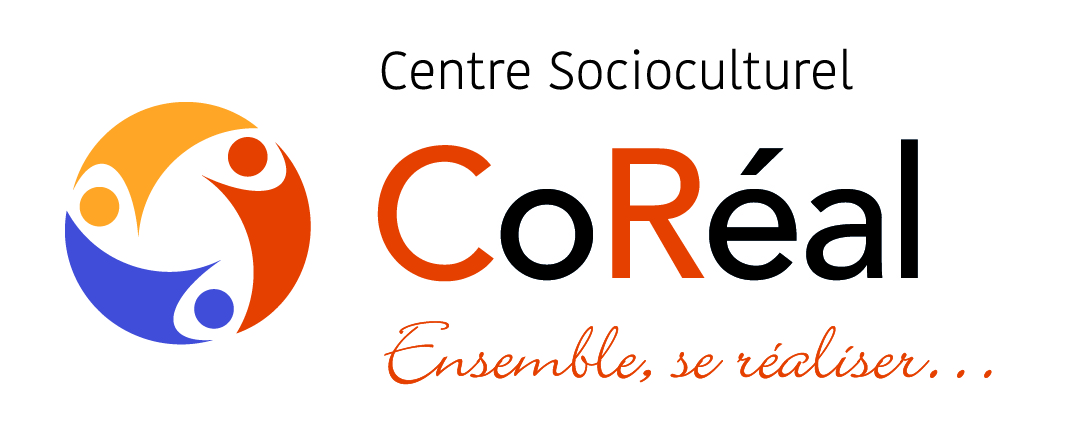 Centre Socioculturel
CoRéal
Ensemble, se réaliser...